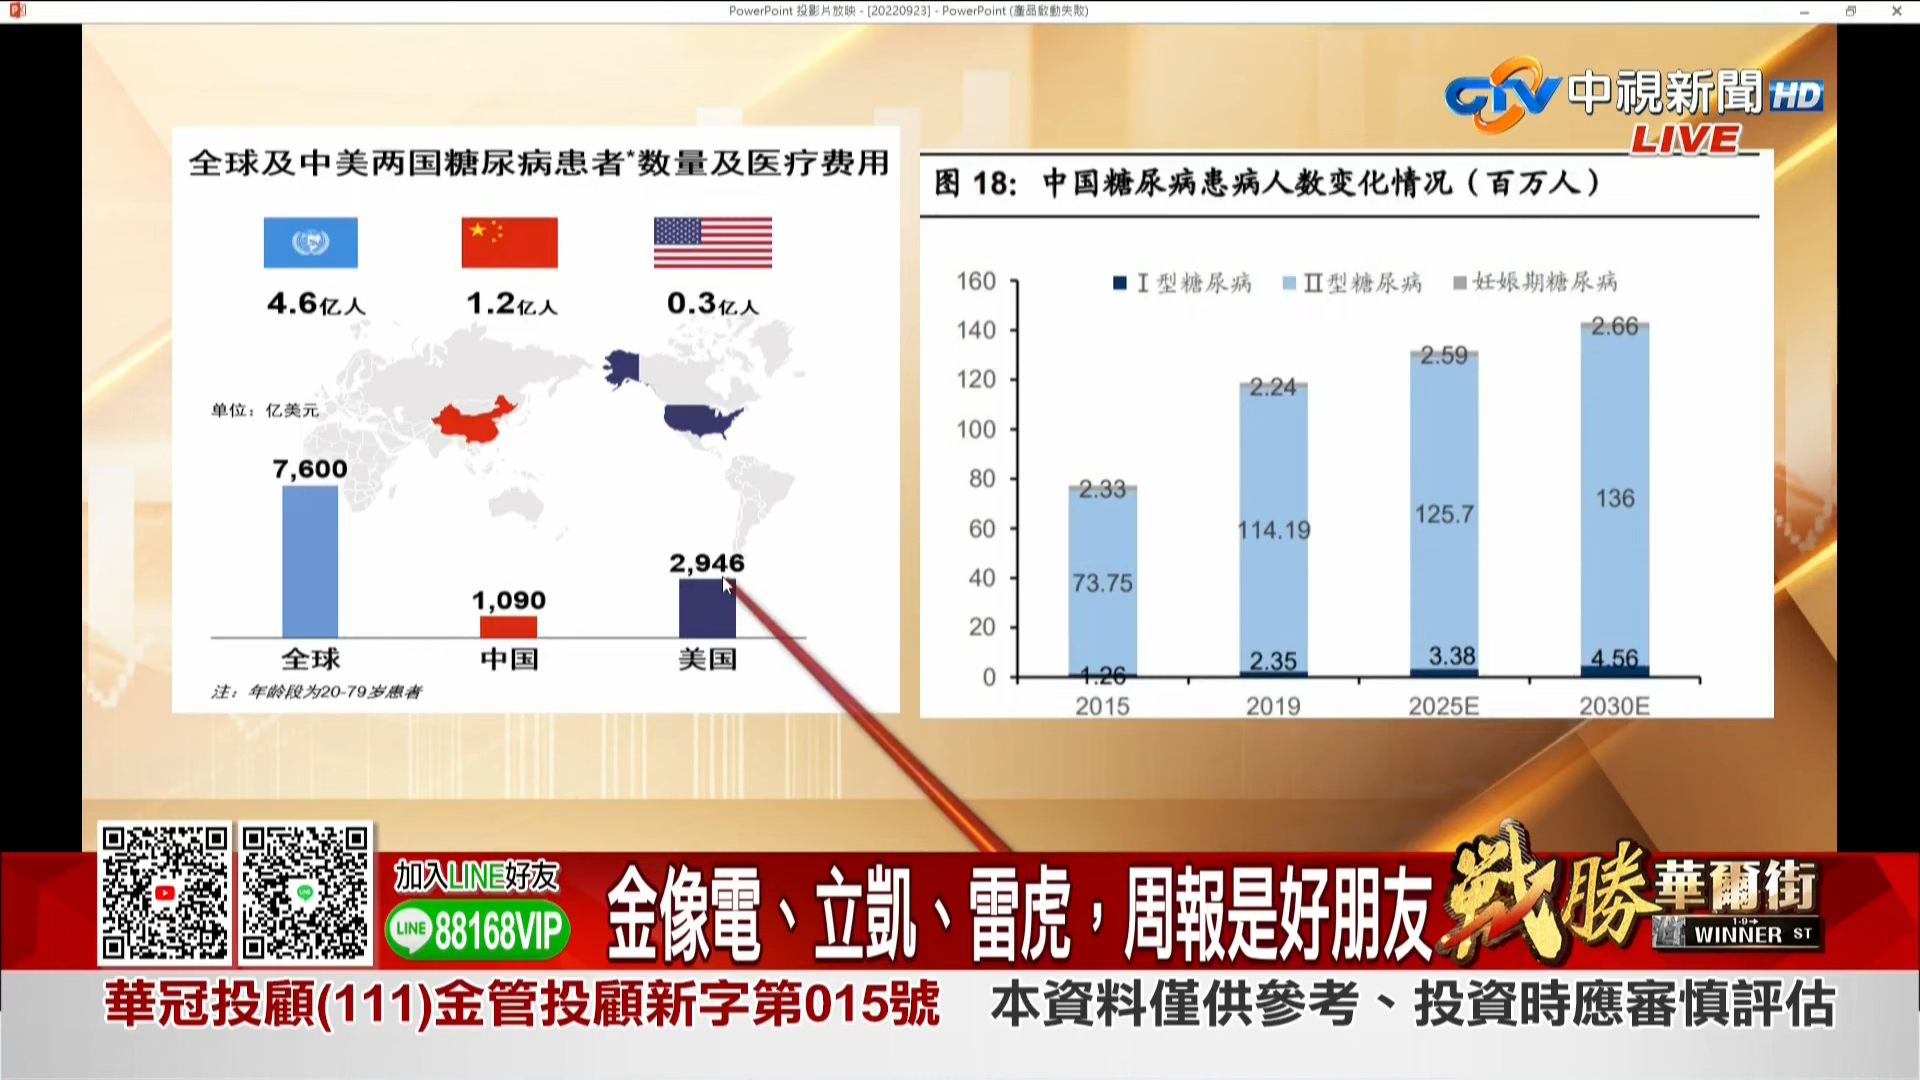 PowerPoint 投影片放映 - [20220923] - PowerPoint (產品啟動失敗)
CTV中視新聞HD
LIVE
全球及中美两国糖尿病患者*数量及医疗费用
4.6亿人
1.2亿人
0.3亿人
单位：亿美元
7,600
1,090
2,946
全球
中国
美国
注：年龄段为20-79岁患者
图 18：中国糖尿病患病人数变化情况（百万人）
I 型糖尿病
II型糖尿病
妊娠期糖尿病
160
140
120
100
80
60
40
20
0
2.33
73.75
1.26
2.24
114.19
2.35
2.59
125.7
3.38
2.66
136
4.56
2015
2019
2025E
2030E
加入LINE好友
LINE 88168VIP
金像電、立凱、雷虎，周報是好朋友
戰勝華爾街
WINNER ST
華冠投顧(111)金管投顧新字第015號 本資料僅供參考、投資時應審慎評估